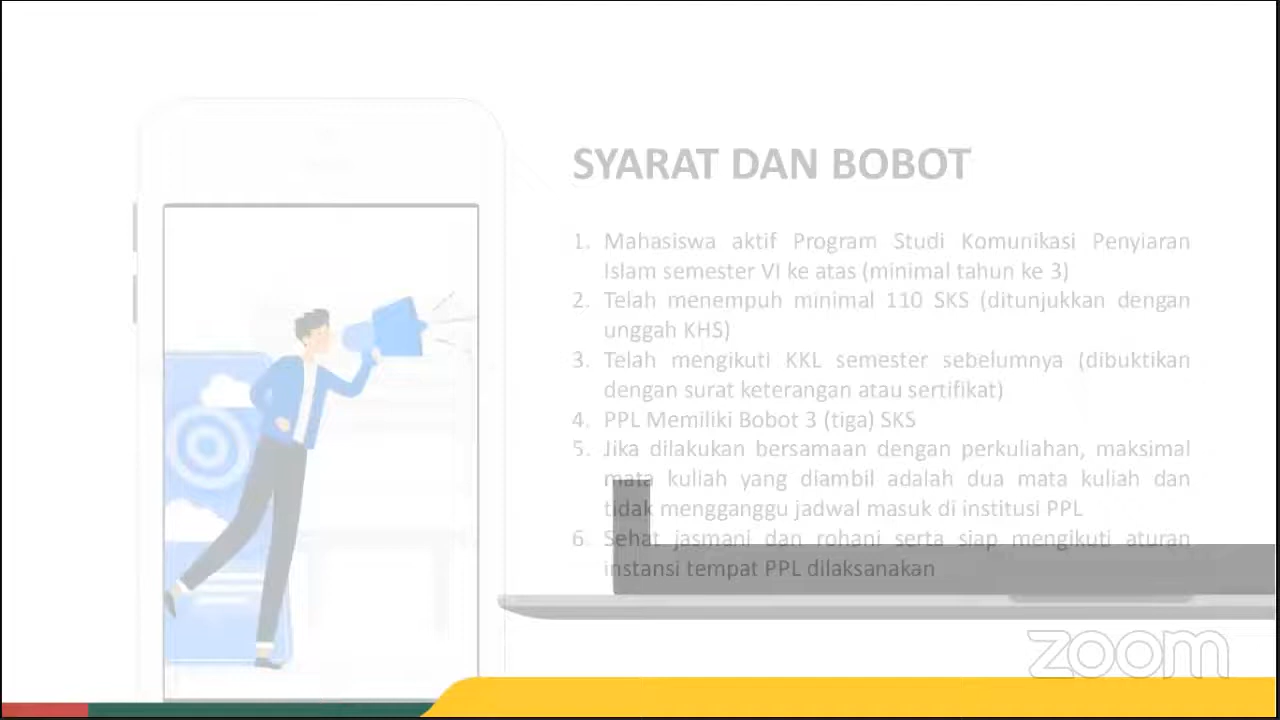 SYARAT DAN BOBOT
1. Mahasiswa aktif Program Studi Komunikasi Penyiaran
Islam semester VI ke atas (minimal tahun ke 3)
2. Telah menempuh minimal 110 SKS (ditunjukkan dengan
unggah KHS)
3. Telah mengikuti KKL semester sebelumnya (dibuktikan
dengan surat keterangan atau sertifikat)
4. PPL Memiliki Bobot 3 (tiga) SKS
5. Jika dilakukan bersamaan dengan perkuliahan, maksimal
mata kuliah yang diambil adalah dua mata kuliah dan
tidak mengganggu jadwal masuk di institusi PPL
6. Sehat jasmani dan rohani serta siap mengikuti aturan
instansi tempat PPL dilaksanakan
zoom